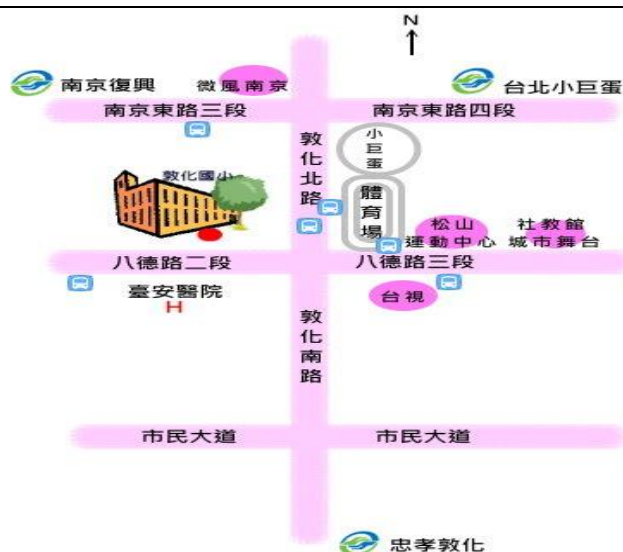 N
南京復興
微風南京
台北小巨蛋
南京東路三段
南京東路四段
敦化北路
小巨蛋
敦化國小
體育場
松山
運動中心
社教館
城市舞台
八德路二段
八德路三段
臺安醫院
H
台視
敦化南路
市民大道
市民大道
忠孝敦化